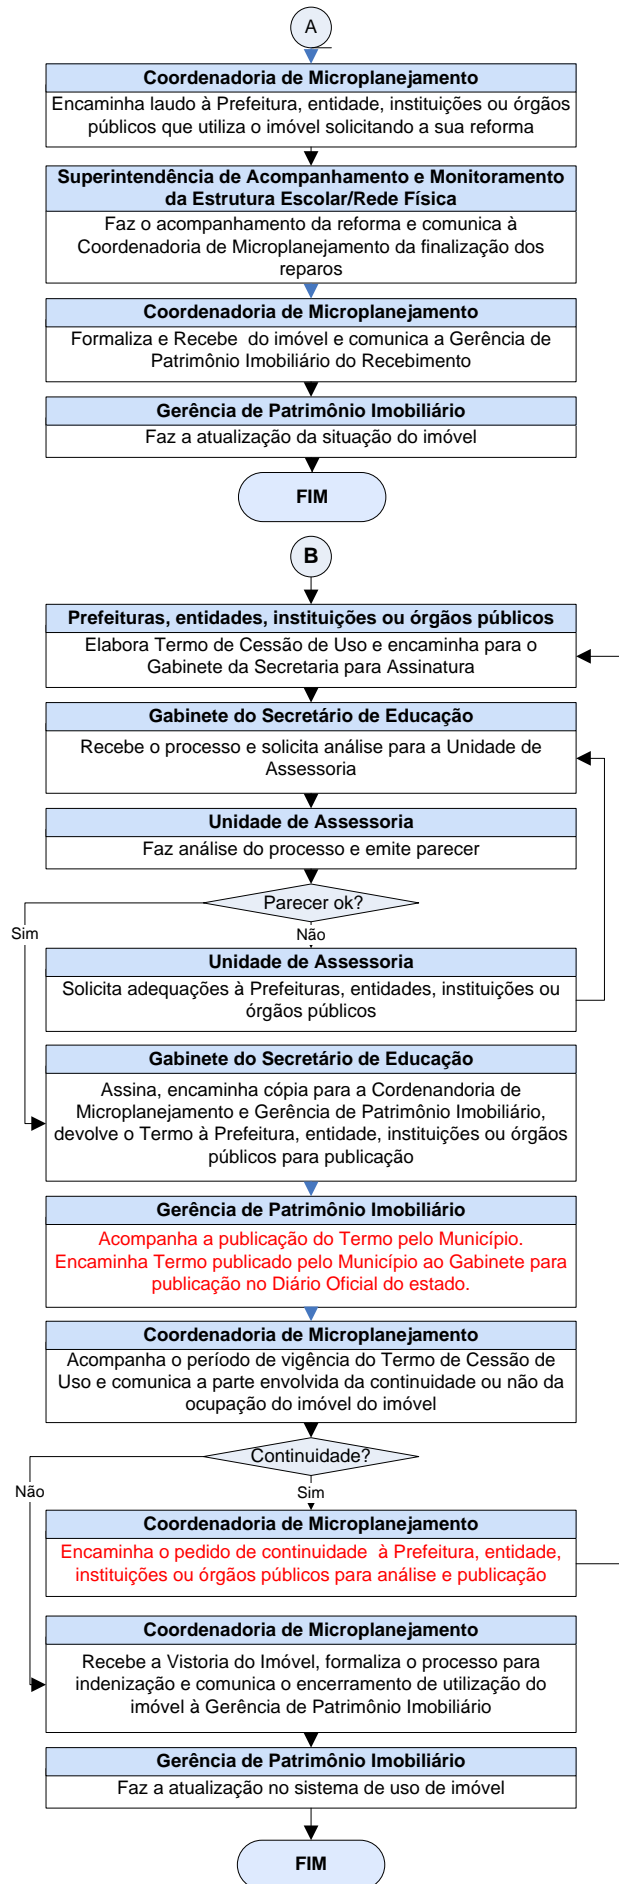 A
Coordenadoria de Microplanejamento
Encaminha laudo à Prefeitura, entidade, instituições ou órgãos
públicos que utiliza o imóvel solicitando a sua reforma
Superintendência de Acompanhamento e Monitoramento
da Estrutura Escolar/Rede Física
Faz o acompanhamento da reforma e comunica à
Coordenadoria de Microplanejamento da finalização dos
reparos
Coordenadoria de Microplanejamento
Formaliza e Recebe  do imóvel e comunica a Gerência de
Patrimônio Imobiliário do Recebimento
Gerência de Patrimônio Imobiliário
Faz a atualização da situação do imóvel
FIM
B
Prefeituras, entidades, instituições ou órgãos públicos
Elabora Termo de Cessão de Uso e encaminha para o
Gabinete da Secretaria para Assinatura
Gabinete do Secretário de Educação
Recebe o processo e solicita análise para a Unidade de
Assessoria
Unidade de Assessoria
Faz análise do processo e emite parecer
Parecer ok?
Sim
Não
Unidade de Assessoria
Solicita adequações à Prefeituras, entidades, instituições ou
órgãos públicos
Gabinete do Secretário de Educação
Assina, encaminha cópia para a Cordenandoria de
Microplanejamento e Gerência de Patrimônio Imobiliário,
devolve o Termo à Prefeitura, entidade, instituições ou órgãos
públicos para publicação
Gerência de Patrimônio Imobiliário
Acompanha a publicação do Termo pelo Município.
Encaminha Termo publicado pelo Município ao Gabinete para
publicação no Diário Oficial do estado.
Coordenadoria de Microplanejamento
Acompanha o período de vigência do Termo de Cessão de
Uso e comunica a parte envolvida da continuidade ou não da
ocupação do imóvel do imóvel
Continuidade?
Não
Sim
Coordenadoria de Microplanejamento
Encaminha o pedido de continuidade  à Prefeitura, entidade,
instituições ou órgãos públicos para análise e publicação
Coordenadoria de Microplanejamento
Recebe a Vistoria do Imóvel, formaliza o processo para
indenização e comunica o encerramento de utilização do
imóvel à Gerência de Patrimônio Imobiliário
Gerência de Patrimônio Imobiliário
Faz a atualização no sistema de uso de imóvel
FIM